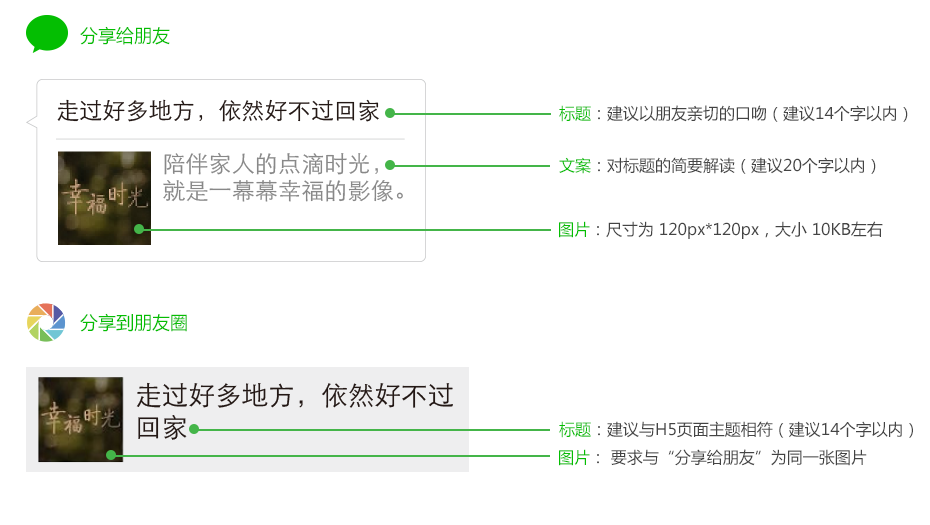 分享给朋友
走过好多地方，依然好不过回家
标题：建议以朋友亲切的口吻（建议14个字以内）
陪伴家人的点滴时光，
就是一幕幕幸福的影像。
文案：对标题的简要解读（建议20个字以内）
幸福时光
图片：尺寸为 120px*120px，大小 10KB左右
分享到朋友圈
走过好多地方，依然好不过
回家
幸福时光
标题：建议与H5页面主题相符（建议14个字以内）
图片： 要求与“分享给朋友”为同一张图片